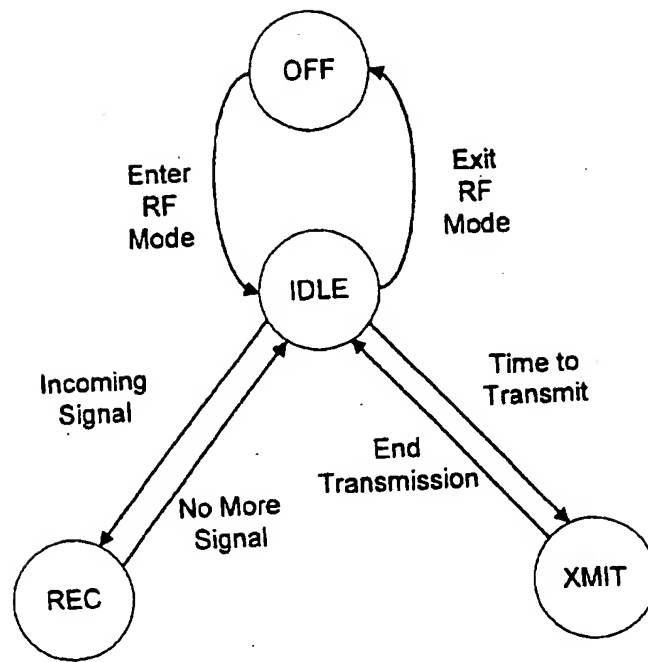 OFF
Enter
RF
Mode
Exit
RF
Mode
IDLE
Incoming
Signal
Time to
Transmit
End
Transmission
No More
Signal
REC
XMIT